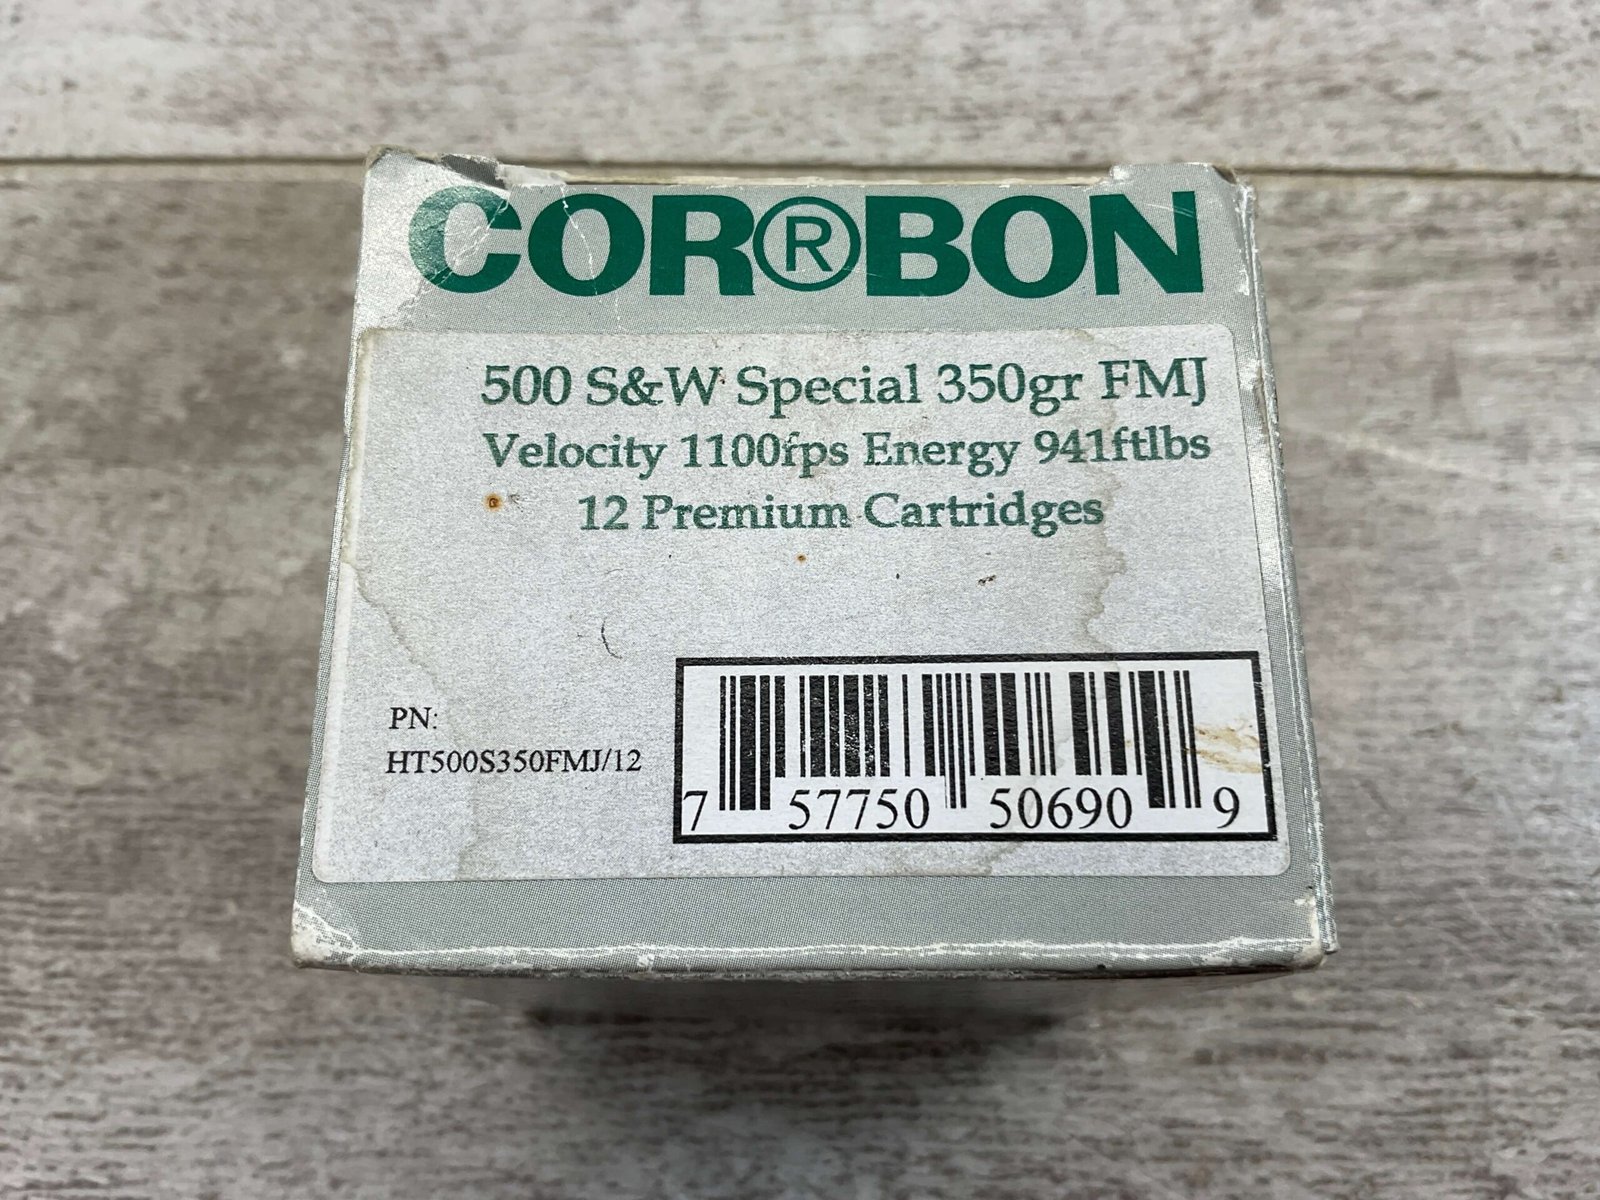 COR®BON
500 S&W Special 350gr FMJ
Velocity 1100fps Energy 941ftlbs
12 Premium Cartridges
PN:
HT500S350FMJ/12
7 57750 50690 9